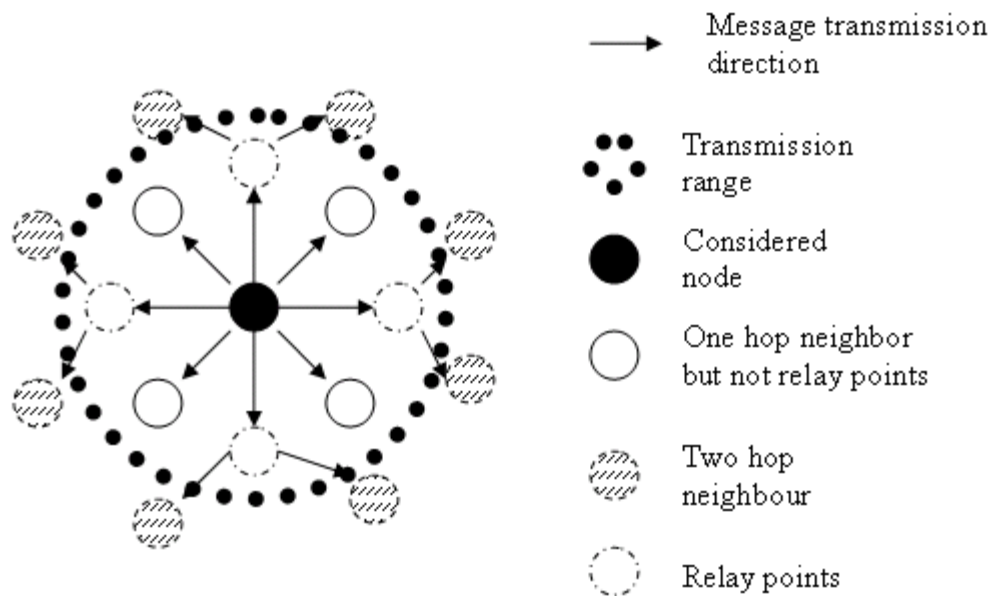 Message transmission
direction
Transmission
range
Considered
node
One hop neighbor
but not relay points
Two hop
neighbour
Relay points